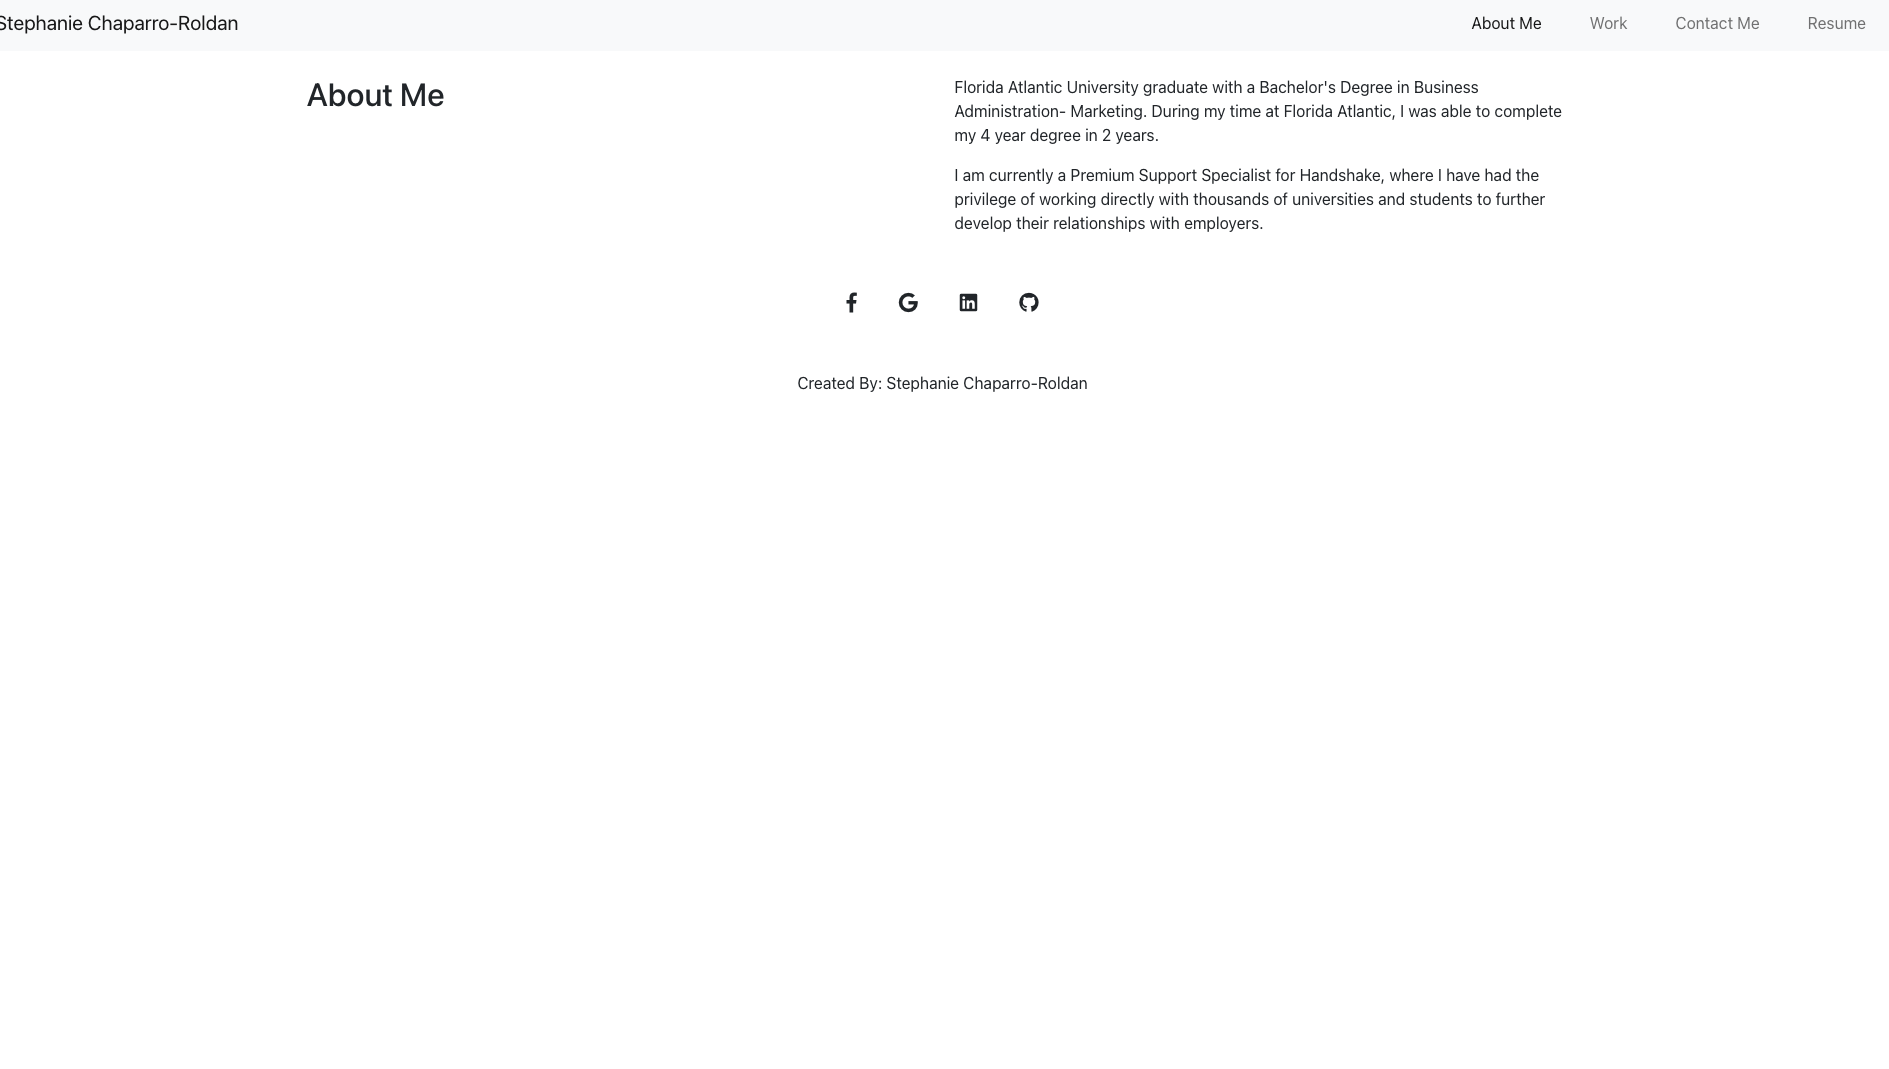 Stephanie Chaparro-Roldan
About Me
Work
Contact Me
Resume
About Me
Florida Atlantic University graduate with a Bachelor's Degree in Business
Administration- Marketing. During my time at Florida Atlantic, I was able to complete
my 4 year degree in 2 years.
I am currently a Premium Support Specialist for Handshake, where I have had the
privilege of working directly with thousands of universities and students to further
develop their relationships with employers.
Created By: Stephanie Chaparro-Roldan